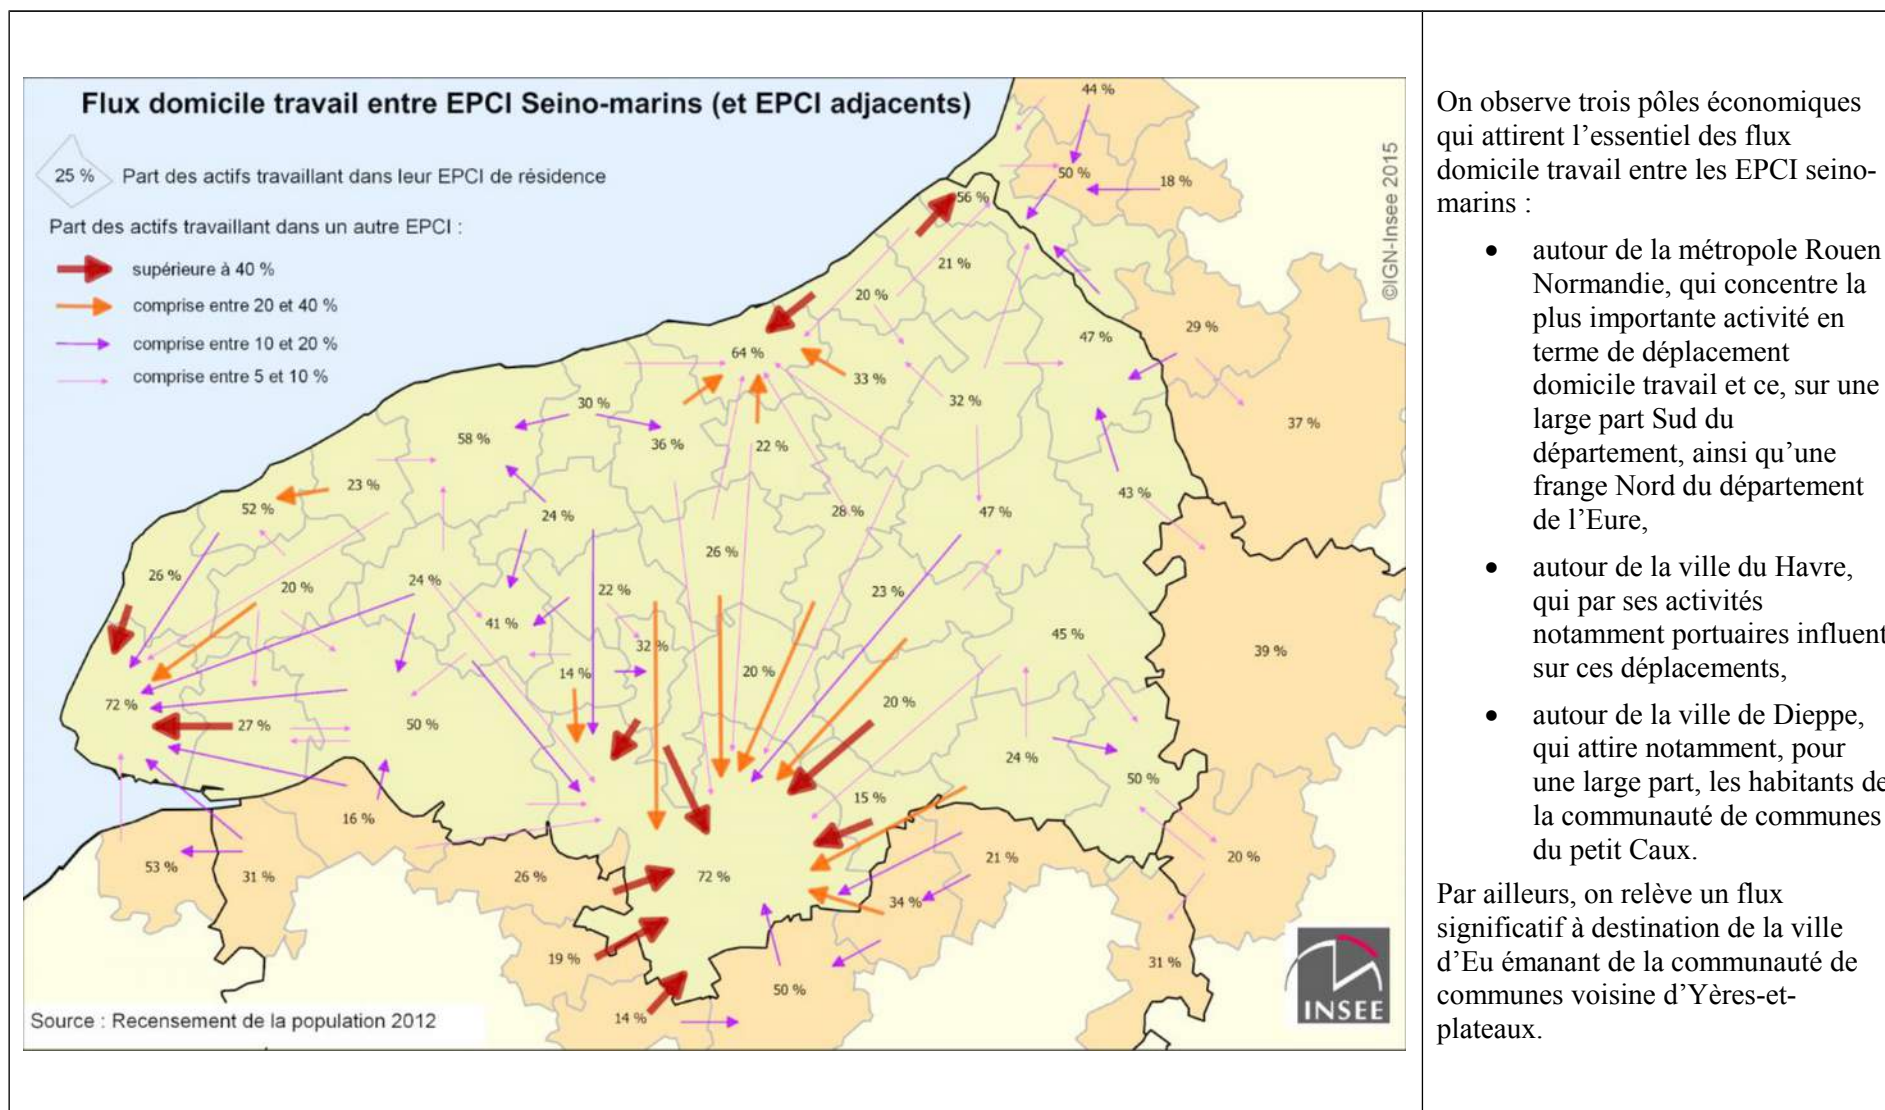 Flux domicile travail entre EPCI Seino-marins (et EPCI adjacents)
25 % Part des actifs travaillant dans leur EPCI de résidence
Part des actifs travaillant dans un autre EPCI :
supérieure à 40 %
comprise entre 20 et 40 %
comprise entre 10 et 20 %
comprise entre 5 et 10 %
©IGN-Insee 2015
44 %
50 %
18 %
56 %
21 %
20 %
29 %
47 %
64 %
33 %
32 %
37 %
30 %
58 %
36 %
22 %
23 %
52 %
43 %
24 %
28 %
47 %
26 %
26 %
20 %
24 %
22 %
23 %
41 %
45 %
32 %
39 %
14 %
20 %
72 %
20 %
27 %
50 %
24 %
50 %
15 %
16 %
53 %
31 %
26 %
72 %
21 %
20 %
34 %
19 %
31 %
50 %
14 %
Source : Recensement de la population 2012
INSEE
On observe trois pôles économiques
qui attirent l’essentiel des flux
domicile travail entre les EPCI seino-
marins :
• autour de la métropole Rouen
Normandie, qui concentre la
plus importante activité en
terme de déplacement
domicile travail et ce, sur une
large part Sud du
département, ainsi qu’une
frange Nord du département
de l’Eure,
• autour de la ville du Havre,
qui par ses activités
notamment portuaires influent
sur ces déplacements,
• autour de la ville de Dieppe,
qui attire notamment, pour
une large part, les habitants de
la communauté de communes
du petit Caux.
Par ailleurs, on relève un flux
significatif à destination de la ville
d’Eu émanant de la communauté de
communes voisine d’Yères-et-
plateaux.